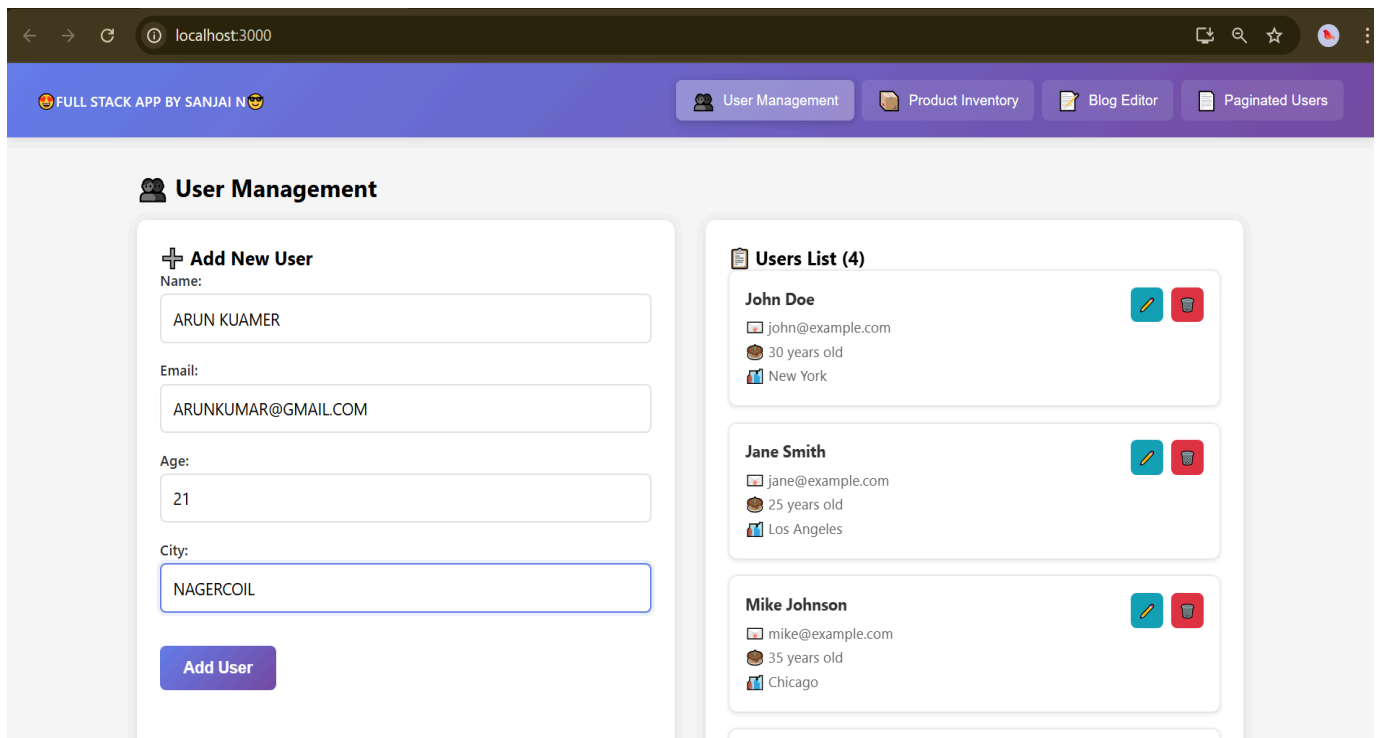 localhost:3000
😍FULL STACK APP BY SANJAI N😎
User Management
Product Inventory
Blog Editor
Paginated Users
User Management
Add New User
Name:
ARUN KUAMER
Email:
ARUNKUMAR@GMAIL.COM
Age:
21
City:
NAGERCOIL
Add User
Users List (4)
John Doe
john@example.com
30 years old
New York
Jane Smith
jane@example.com
25 years old
Los Angeles
Mike Johnson
mike@example.com
35 years old
Chicago